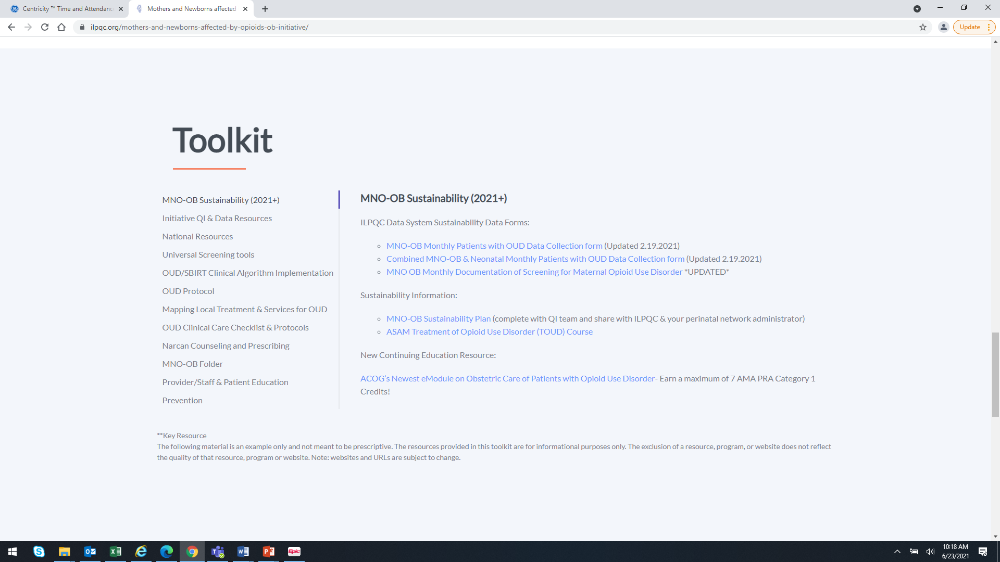 Centricity ™ Time and Attendanc
Mothers and Newborns affected
ilpqc.org/mothers-and-newborns-affected-by-opioids-ob-initiative/
Update
Toolkit
MNO-OB Sustainability (2021+)
Initiative QI & Data Resources
National Resources
Universal Screening tools
OUD/SBIRT Clinical Algorithm Implementation
OUD Protocol
Mapping Local Treatment & Services for OUD
OUD Clinical Care Checklist & Protocols
Narcan Counseling and Prescribing
MNO-OB Folder
Provider/Staff & Patient Education
Prevention
MNO-OB Sustainability (2021+)
ILPQC Data System Sustainability Data Forms:
MNO-OB Monthly Patients with OUD Data Collection form (Updated 2.19.2021)
Combined MNO-OB & Neonatal Monthly Patients with OUD Data Collection form (Updated 2.19.2021)
MNO OB Monthly Documentation of Screening for Maternal Opioid Use Disorder *UPDATED*
Sustainability Information:
MNO-OB Sustainability Plan (complete with QI team and share with ILPQC & your perinatal network administrator)
ASAM Treatment of Opioid Use Disorder (TOUD) Course
New Continuing Education Resource:
ACOG’s Newest eModule on Obstetric Care of Patients with Opioid Use Disorder- Earn a maximum of 7 AMA PRA Category 1
Credits!
**Key Resource
The following material is an example only and not meant to be prescriptive. The resources provided in this toolkit are for informational purposes only. The exclusion of a resource, program, or website does not reflect
the quality of that resource, program or website. Note: websites and URLs are subject to change.
Epic
10:18 AM
6/23/2021